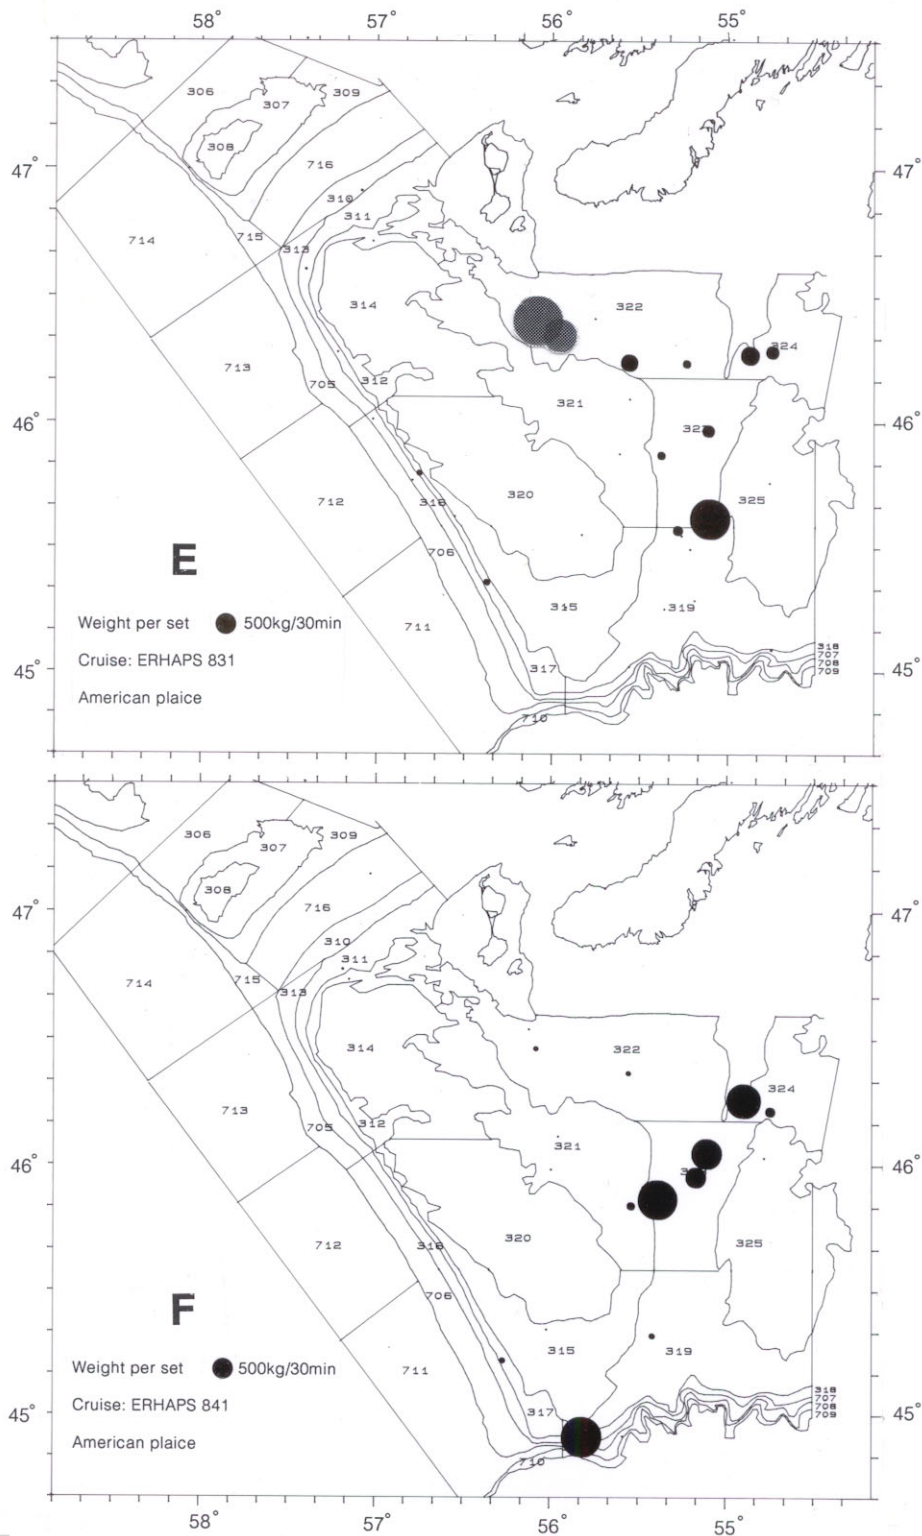 58° 57° 56° 55°
306 307 309
308
47° 47°
716
310
311
714 715 313
314 322
324
713
705 312
321
46° 46°
320 325
712 316
E
706
Weight per set 500kg/30min
711 315 319
Cruise: ERHAPS 831
318
707
708
709
45° 317 45°
American plaice
710
306 307 309
308
47° 47°
716
310
311
714 715 313
314 322
324
713
705 312
321
46° 46°
320 325
712 316
F
706
Weight per set 500kg/30min
711 315 319
Cruise: ERHAPS 841
318
707
708
709
45° 317 45°
American plaice
710
58° 57° 56° 55°